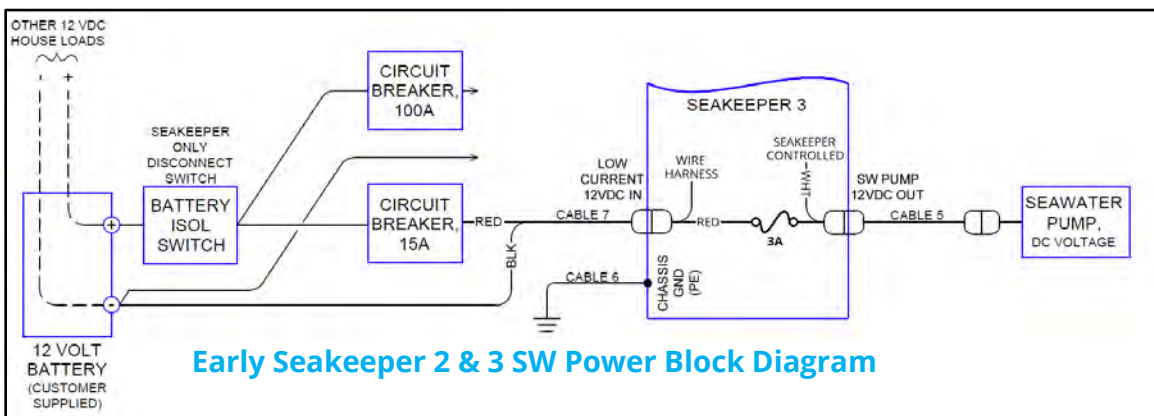 OTHER 12 VDC
HOUSE LOADS
- +
SEAKEEPER
ONLY
DISCONNECT
SWITCH
BATTERY
ISOL
SWITCH
+
-
12 VOLT
BATTERY
(CUSTOMER
SUPPLIED)
CIRCUIT
BREAKER,
100A
CIRCUIT
BREAKER,
15A
RED
BLK
CABLE 7
CABLE 6
LOW
CURRENT
12VDC IN
SEAKEEPER 3
WIRE
HARNESS
RED
3A
SEAKEEPER
CONTROLLED
WHT
CHASSIS
GND
(PE)
SW PUMP
12VDC OUT
CABLE 5
SEAWATER
PUMP,
DC VOLTAGE
Early Seakeeper 2 & 3 SW Power Block Diagram